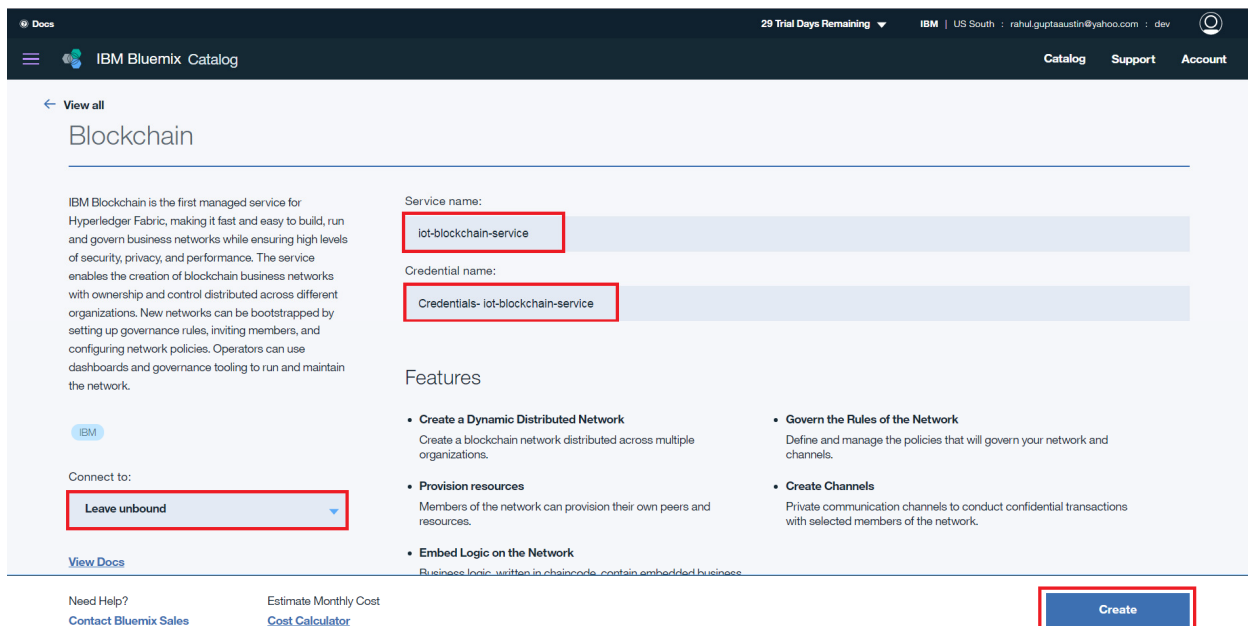 Docs
29 Trial Days Remaining
IBM | US South : rahul.guptaaustin@yahoo.com : dev
IBM Bluemix Catalog
Catalog Support Account
View all
Blockchain
IBM Blockchain is the first managed service for
Hyperledger Fabric, making it fast and easy to build, run
and govern business networks while ensuring high levels
of security, privacy, and performance. The service
enables the creation of blockchain business networks
with ownership and control distributed across different
organizations. New networks can be bootstrapped by
setting up governance rules, inviting members, and
configuring network policies. Operators can use
dashboards and governance tooling to run and maintain
the network.
IBM
Connect to:
Leave unbound
View Docs
Service name:
iot-blockchain-service
Credential name:
Credentials- iot-blockchain-service
Features
• Create a Dynamic Distributed Network
Create a blockchain network distributed across multiple
organizations.
• Provision resources
Members of the network can provision their own peers and
resources.
• Embed Logic on the Network
Business logic, written in chaincode, contain embedded business
• Govern the Rules of the Network
Define and manage the policies that will govern your network and
channels.
• Create Channels
Private communication channels to conduct confidential transactions
with selected members of the network.
Need Help?
Contact Bluemix Sales
Estimate Monthly Cost
Cost Calculator
Create